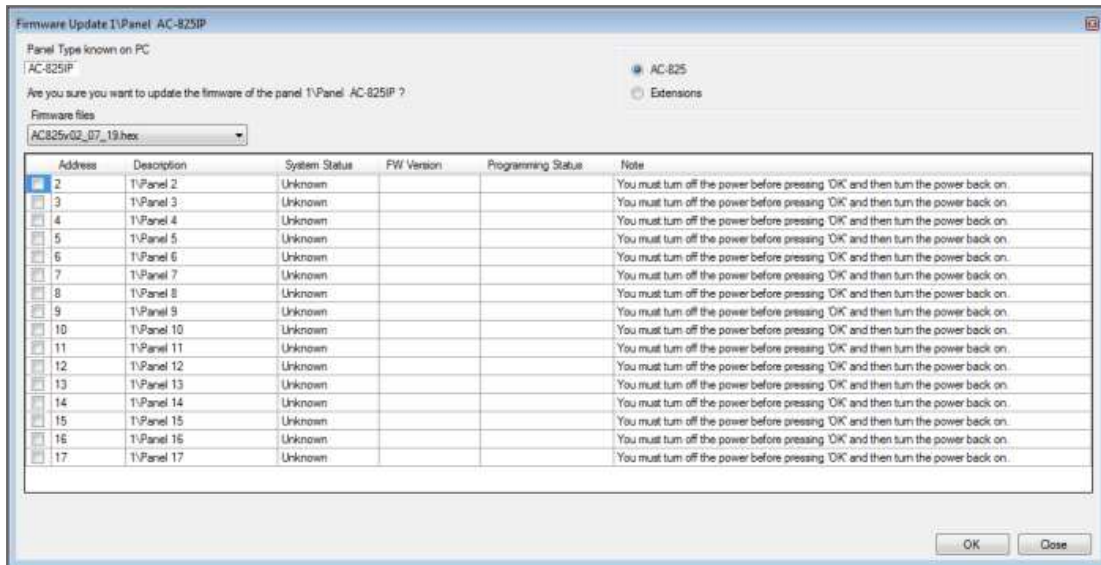 Firmware Update 1\Panel AC-825IP
Panel Type known on PC
AC-825IP
AC-825
Are you sure you want to update the firmware of the panel 1\Panel AC-825IP ?
Extensions
Firmware files
AC825v02_07_19.hex
Address Description System Status FW Version Programming Status Note
2 1\Panel 2 Unknown You must turn off the power before pressing 'OK' and then turn the power back on.
3 1\Panel 3 Unknown You must turn off the power before pressing 'OK' and then turn the power back on.
4 1\Panel 4 Unknown You must turn off the power before pressing 'OK' and then turn the power back on.
5 1\Panel 5 Unknown You must turn off the power before pressing 'OK' and then turn the power back on.
6 1\Panel 6 Unknown You must turn off the power before pressing 'OK' and then turn the power back on.
7 1\Panel 7 Unknown You must turn off the power before pressing 'OK' and then turn the power back on.
8 1\Panel 8 Unknown You must turn off the power before pressing 'OK' and then turn the power back on.
9 1\Panel 9 Unknown You must turn off the power before pressing 'OK' and then turn the power back on.
10 1\Panel 10 Unknown You must turn off the power before pressing 'OK' and then turn the power back on.
11 1\Panel 11 Unknown You must turn off the power before pressing 'OK' and then turn the power back on.
12 1\Panel 12 Unknown You must turn off the power before pressing 'OK' and then turn the power back on.
13 1\Panel 13 Unknown You must turn off the power before pressing 'OK' and then turn the power back on.
14 1\Panel 14 Unknown You must turn off the power before pressing 'OK' and then turn the power back on.
15 1\Panel 15 Unknown You must turn off the power before pressing 'OK' and then turn the power back on.
16 1\Panel 16 Unknown You must turn off the power before pressing 'OK' and then turn the power back on.
17 1\Panel 17 Unknown You must turn off the power before pressing 'OK' and then turn the power back on.
OK Close